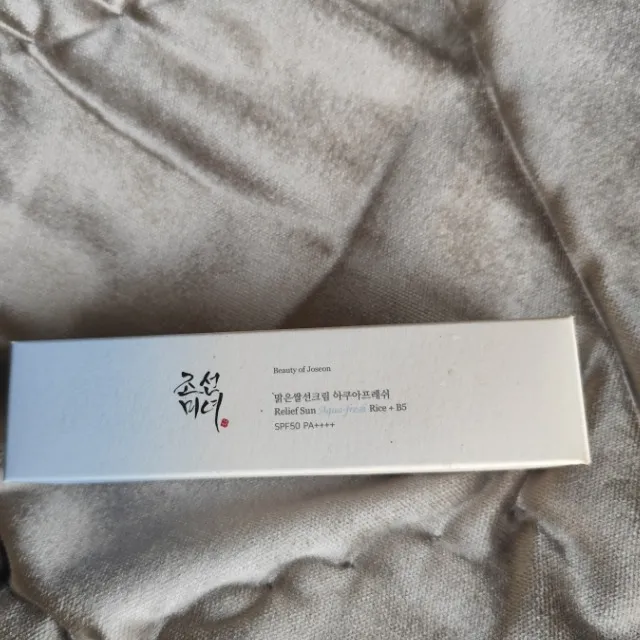 조선
미녀
Beauty of Joseon
맑은쌀선크림 아쿠아프레쉬
Relief Sun Aqua-fresh Rice + B5
SPF50 PA++++